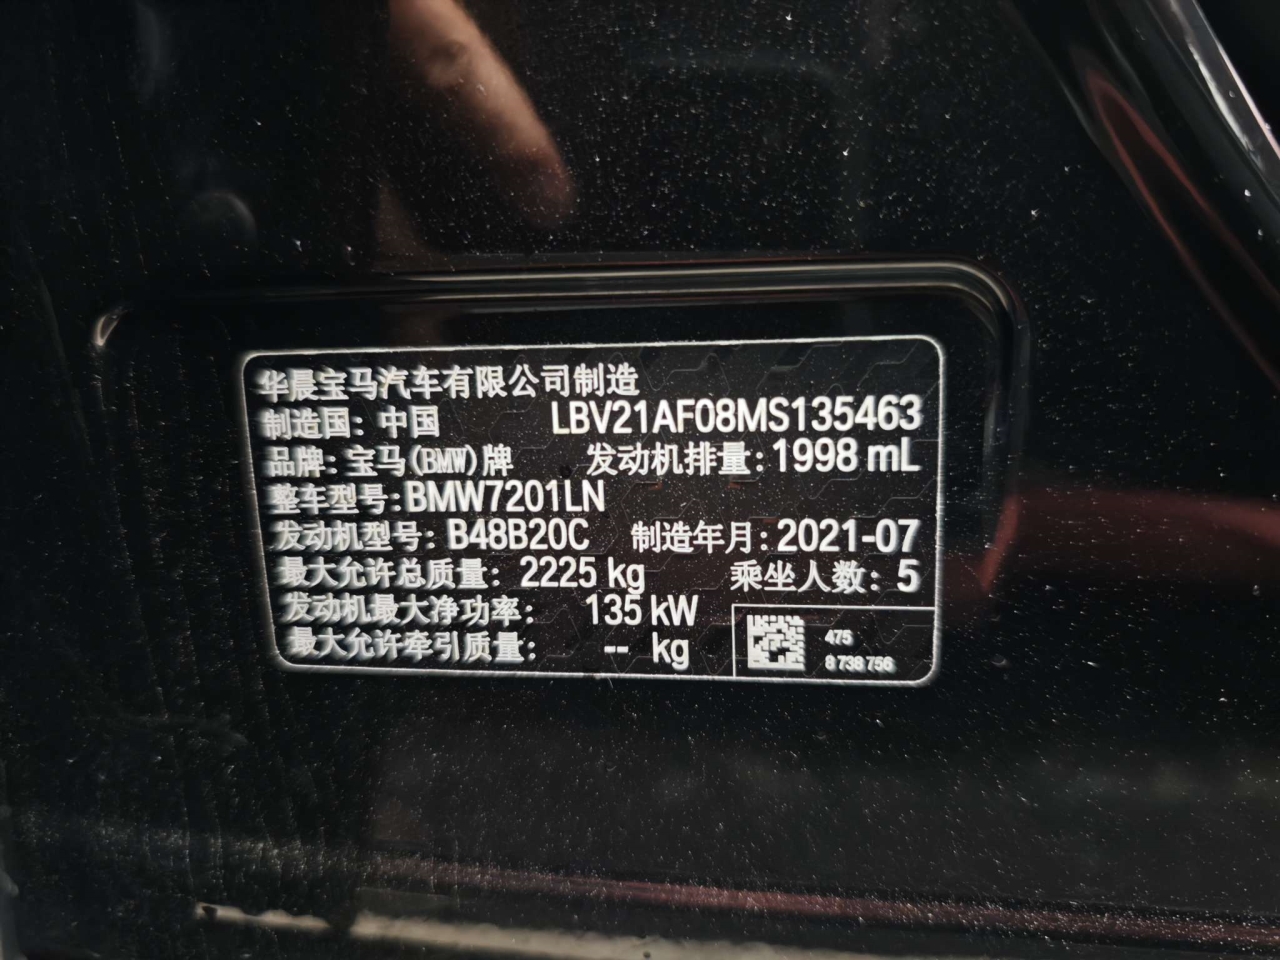 华晨宝马汽车有限公司制造
制造国：中国 LBV21AF08MS135463
品牌：宝马(BMW)牌 发动机排量：1998 mL
整车型号：BMW7201LN
发动机型号：B48B20C 制造年月：2021-07
最大允许总质量：2225 kg 乘坐人数：5
发动机最大净功率：135 kW
最大允许牵引质量：-- kg
475
8 738 756